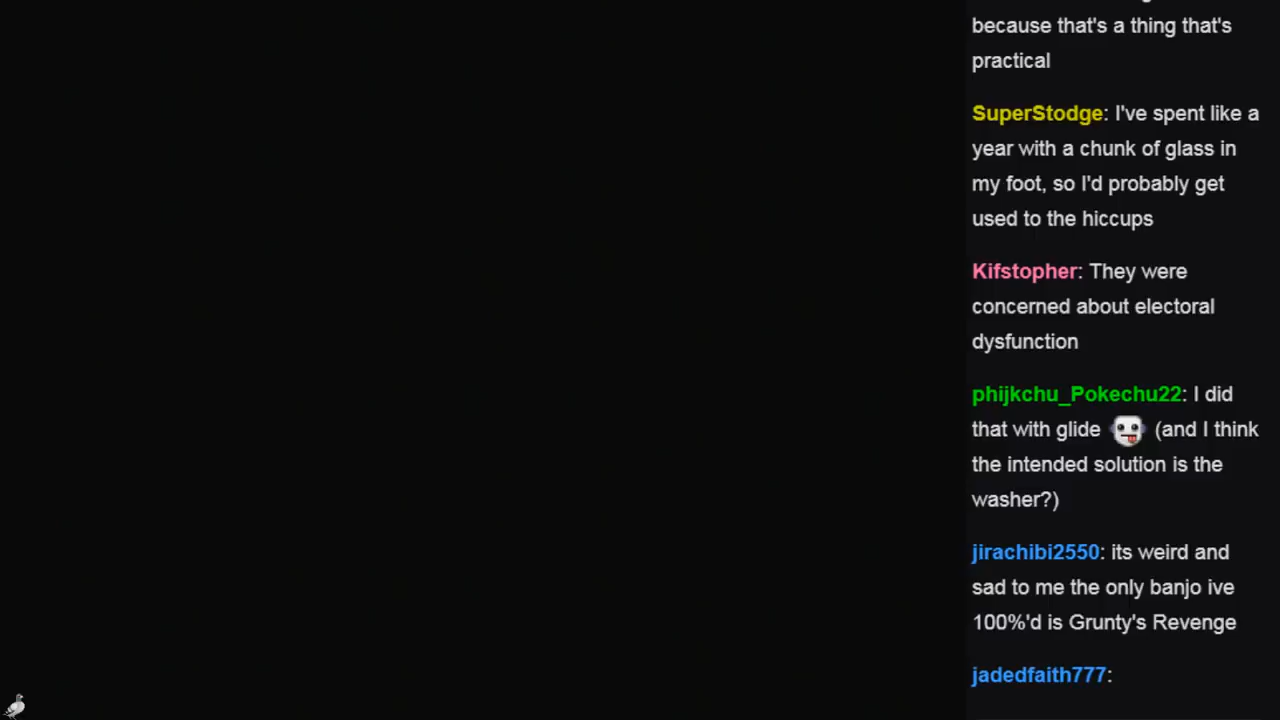 because that's a thing that's
practical
SuperStodge: I've spent like a
year with a chunk of glass in
my foot, so I'd probably get
used to the hiccups
Kifstopher: They were
concerned about electoral
dysfunction
phijkchu_Pokechu22: I did
that with glide (and I think
the intended solution is the
washer?)
jirachibi2550: its weird and
sad to me the only banjo ive
100%'d is Grunty's Revenge
jadedfaith777: